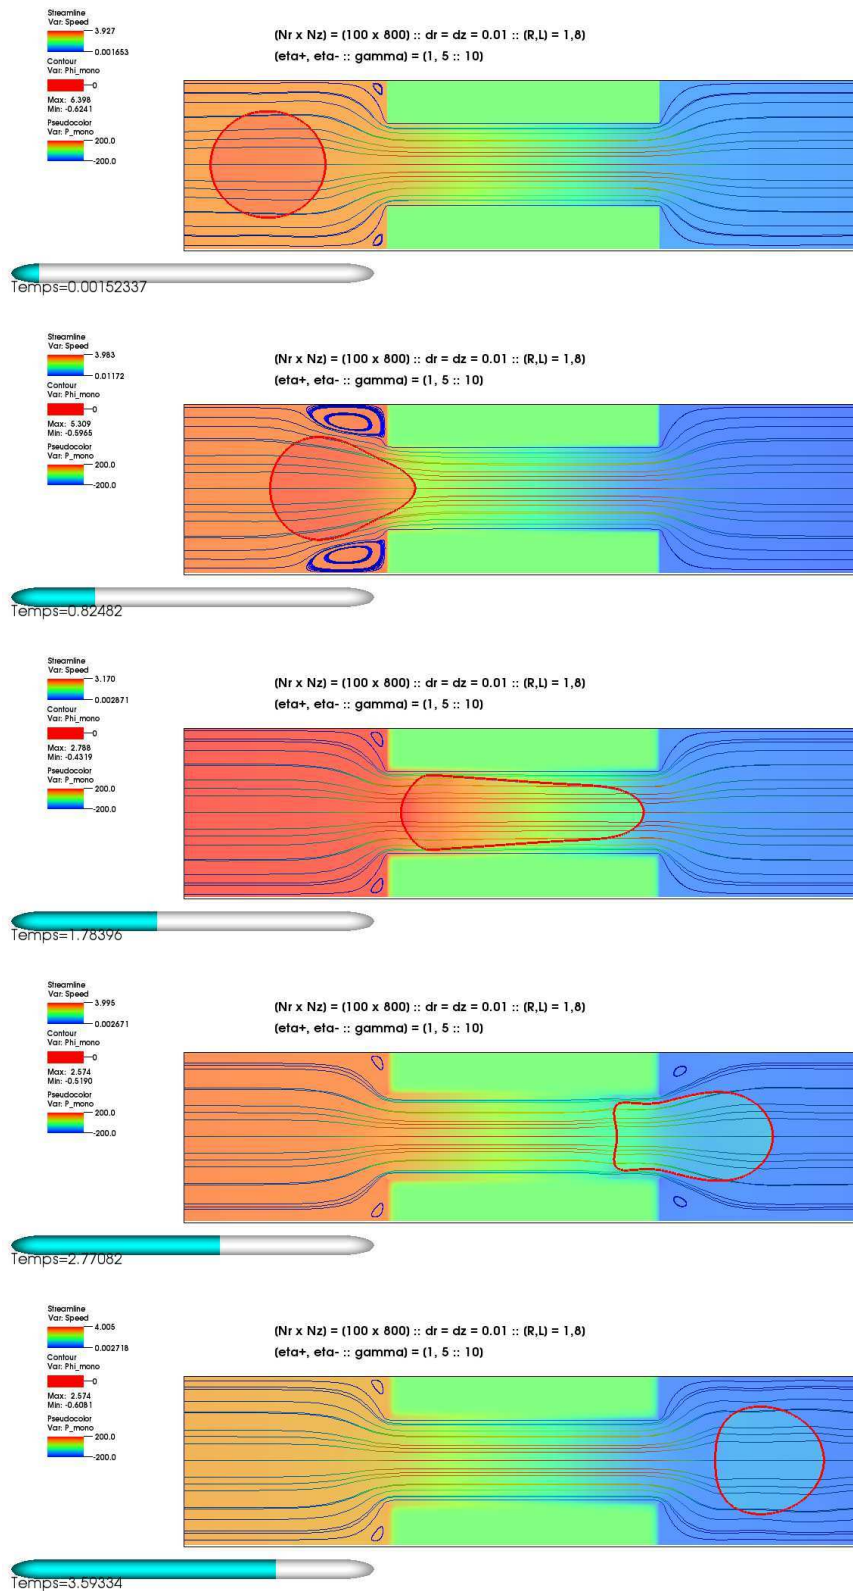 Streamline
Var: Speed
3.927
0.001653
Contour
Var: Phi_mono
0
Max: 6.398
Min: -0.6241
Pseudocolor
Var: P_mono
200.0
-200.0
(Nr x Nz) = (100 x 800) :: dr = dz = 0.01 :: (R,L) = 1,8)
(eta+, eta- :: gamma) = (1, 5 :: 10)
Temps=0.00152337
Streamline
Var: Speed
3.983
0.01172
Contour
Var: Phi_mono
0
Max: 5.309
Min: -0.5965
Pseudocolor
Var: P_mono
200.0
-200.0
(Nr x Nz) = (100 x 800) :: dr = dz = 0.01 :: (R,L) = 1,8)
(eta+, eta- :: gamma) = (1, 5 :: 10)
Temps=0.82482
Streamline
Var: Speed
3.170
0.002871
Contour
Var: Phi_mono
0
Max: 2.788
Min: -0.4319
Pseudocolor
Var: P_mono
200.0
-200.0
(Nr x Nz) = (100 x 800) :: dr = dz = 0.01 :: (R,L) = 1,8)
(eta+, eta- :: gamma) = (1, 5 :: 10)
Temps=1.78396
Streamline
Var: Speed
3.995
0.002671
Contour
Var: Phi_mono
0
Max: 2.574
Min: -0.5190
Pseudocolor
Var: P_mono
200.0
-200.0
(Nr x Nz) = (100 x 800) :: dr = dz = 0.01 :: (R,L) = 1,8)
(eta+, eta- :: gamma) = (1, 5 :: 10)
Temps=2.77082
Streamline
Var: Speed
4.005
0.002718
Contour
Var: Phi_mono
0
Max: 2.574
Min: -0.6081
Pseudocolor
Var: P_mono
200.0
-200.0
(Nr x Nz) = (100 x 800) :: dr = dz = 0.01 :: (R,L) = 1,8)
(eta+, eta- :: gamma) = (1, 5 :: 10)
Temps=3.59334